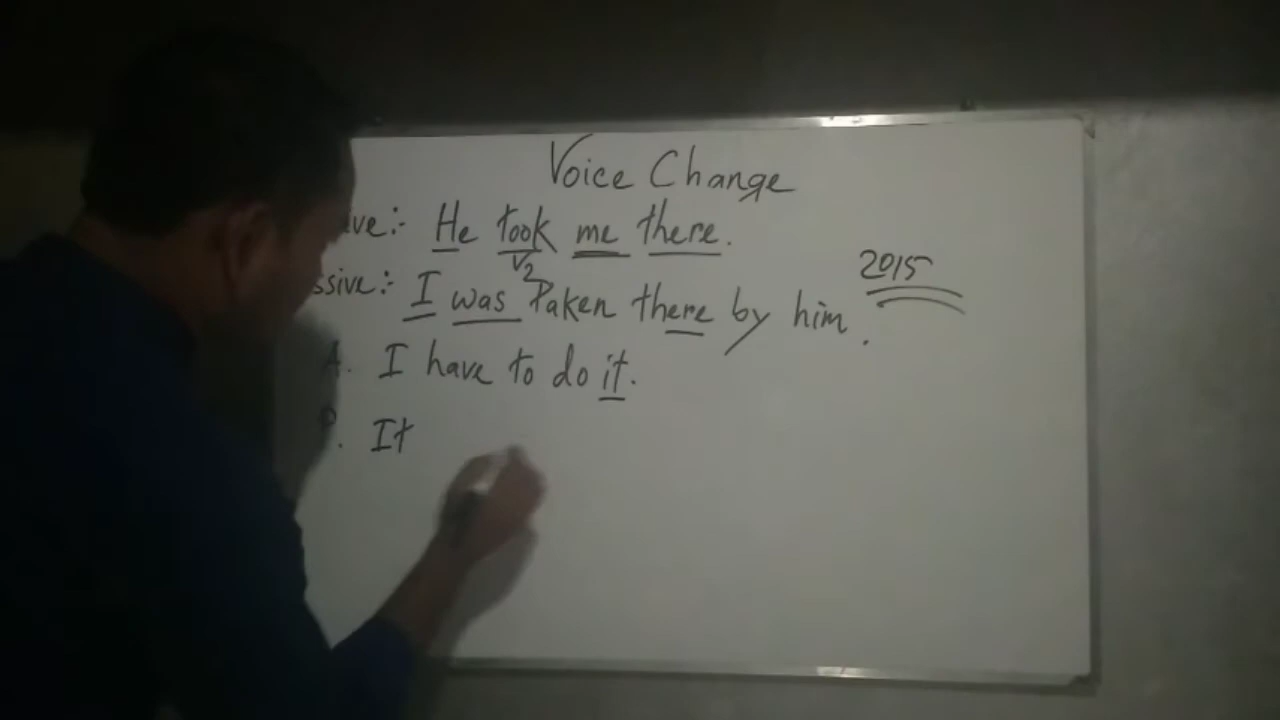 Voice Change
ive:- He took me there.
V2
2015
ssive:- I was taken there by him.
A. I have to do it.
P. It